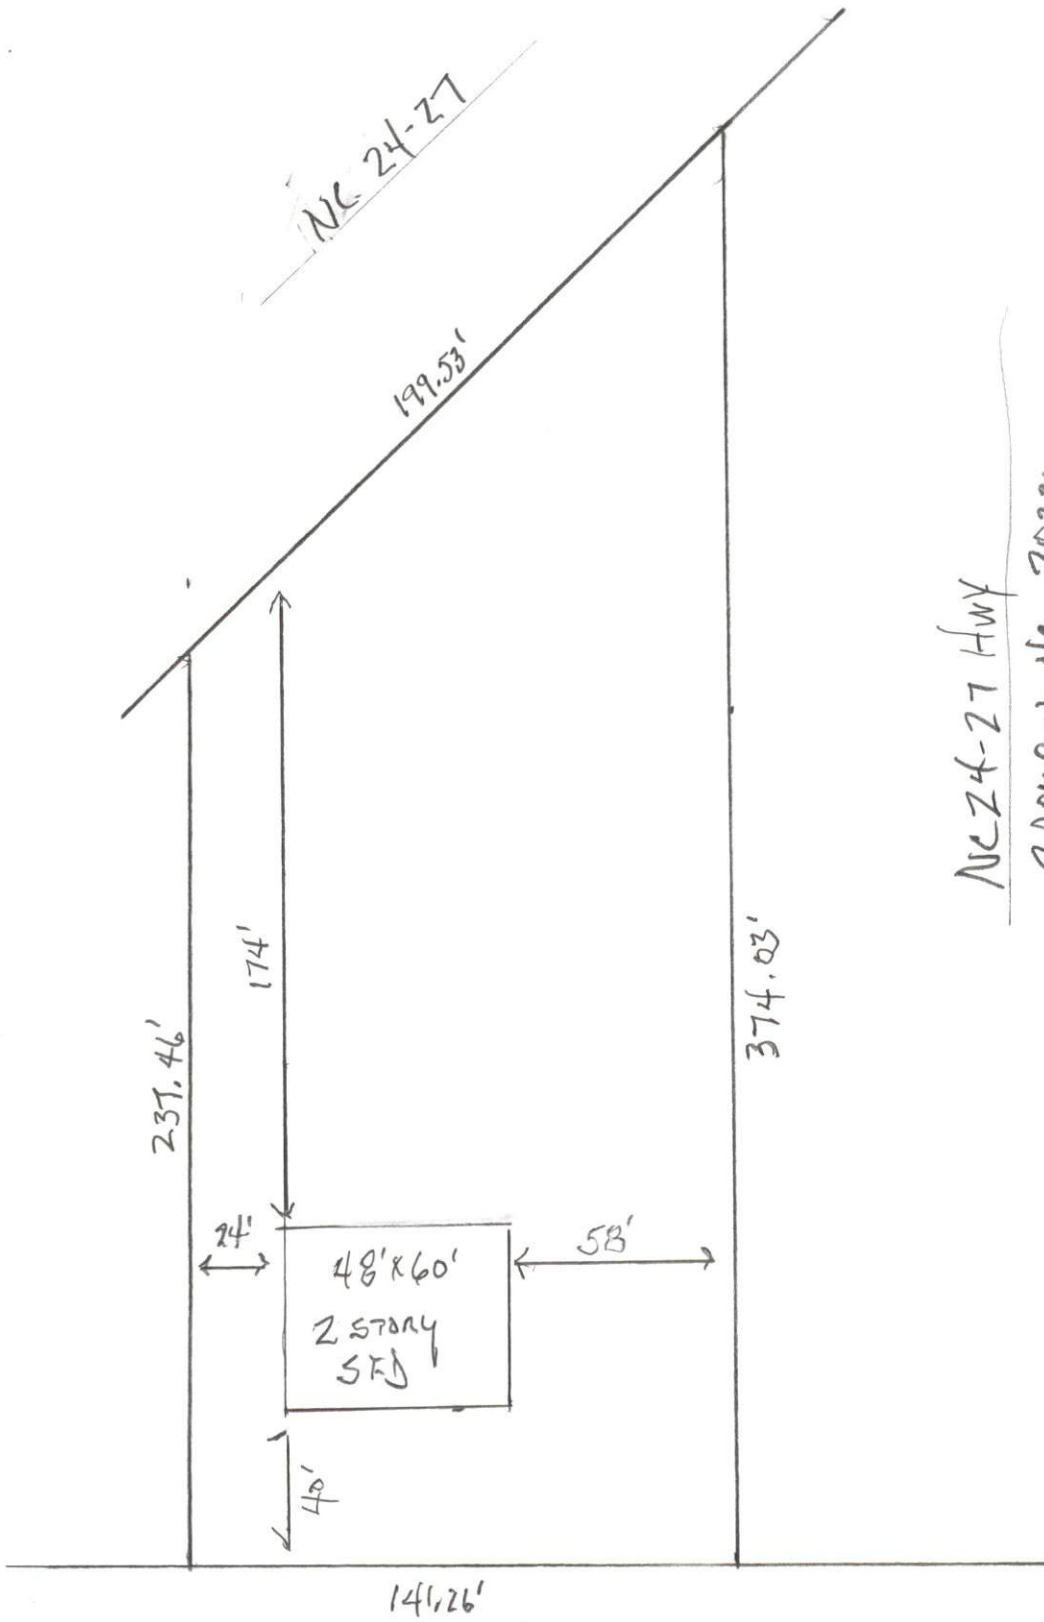 NC 24-27
199.53'
174'
237.46'
374.03'
24'
48'x60'
2 STORY
SFD
58'
40'
141.26'
NC 24-27 HWY